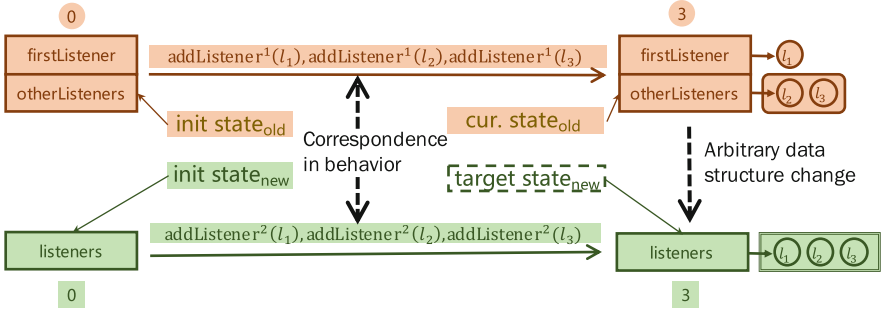 0
3
firstListener
addListener¹(l₁), addListener¹(l₂), addListener¹(l₃)
firstListener
l₁
otherListeners
otherListeners
l₂ l₃
init state_old
cur. state_old
Correspondence
in behavior
Arbitrary data
structure change
init state_new
target state_new
addListener²(l₁), addListener²(l₂), addListener²(l₃)
listeners
listeners
l₁ l₂ l₃
0
3